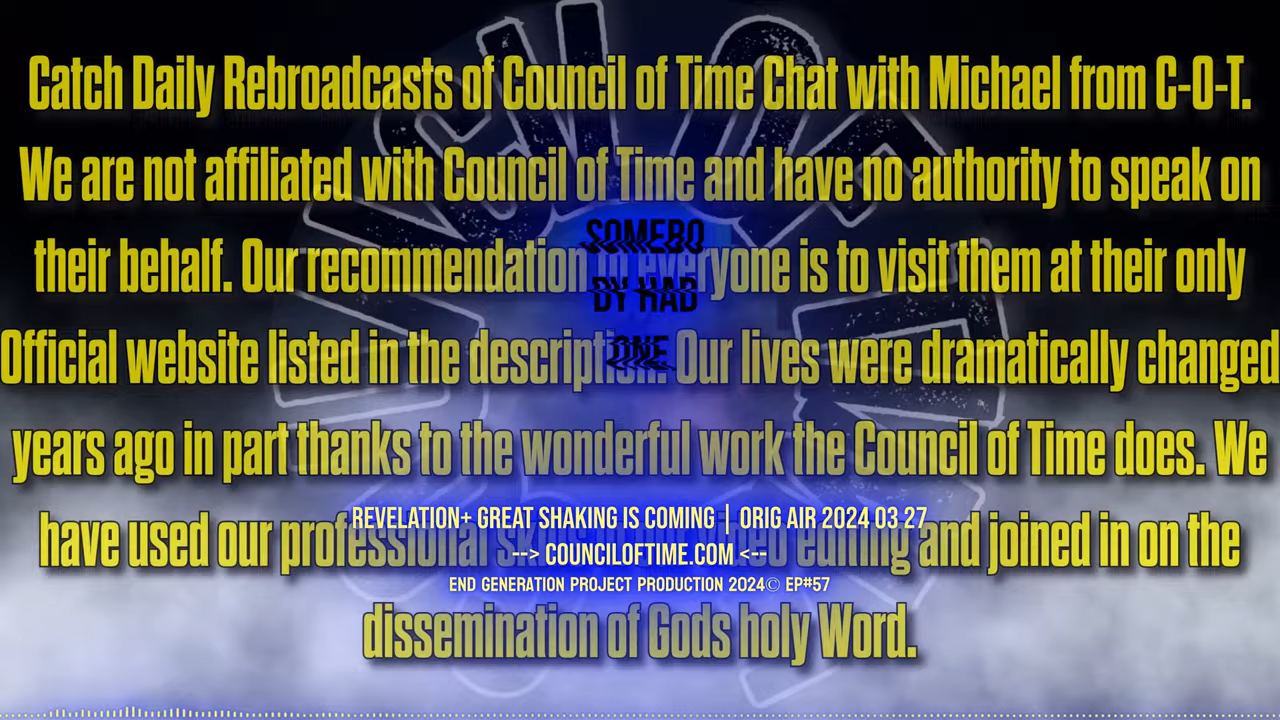 Catch Daily Rebroadcasts of Council of Time Chat with Michael from C-O-T.
We are not affiliated with Council of Time and have no authority to speak on
SOMEBO
their behalf. Our recommendation to everyone is to visit them at their only
DY HAD
Official website listed in the description. Our lives were dramatically changed
ONE
years ago in part thanks to the wonderful work the Council of Time does. We
REVELATION+ GREAT SHAKING IS COMING | ORIG AIR 2024 03 27
have used our professional editing and joined in on the
--> COUNCILOFTIME.COM <--
END GENERATION PROJECT PRODUCTION 2024© EP#57
dissemination of Gods holy Word.